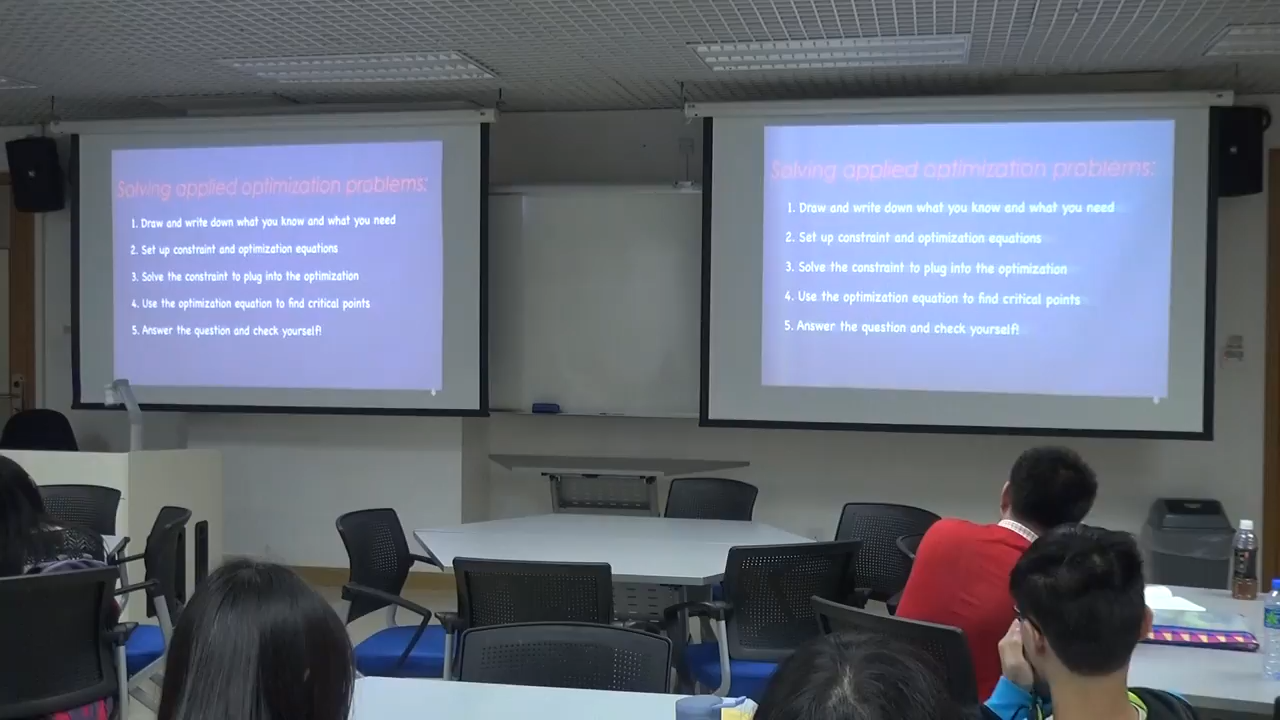 Solving applied optimization problems:
1. Draw and write down what you know and what you need
2. Set up constraint and optimization equations
3. Solve the constraint to plug into the optimization
4. Use the optimization equation to find critical points
5. Answer the question and check yourself!
Solving applied optimization problems:
1. Draw and write down what you know and what you need
2. Set up constraint and optimization equations
3. Solve the constraint to plug into the optimization
4. Use the optimization equation to find critical points
5. Answer the question and check yourself!